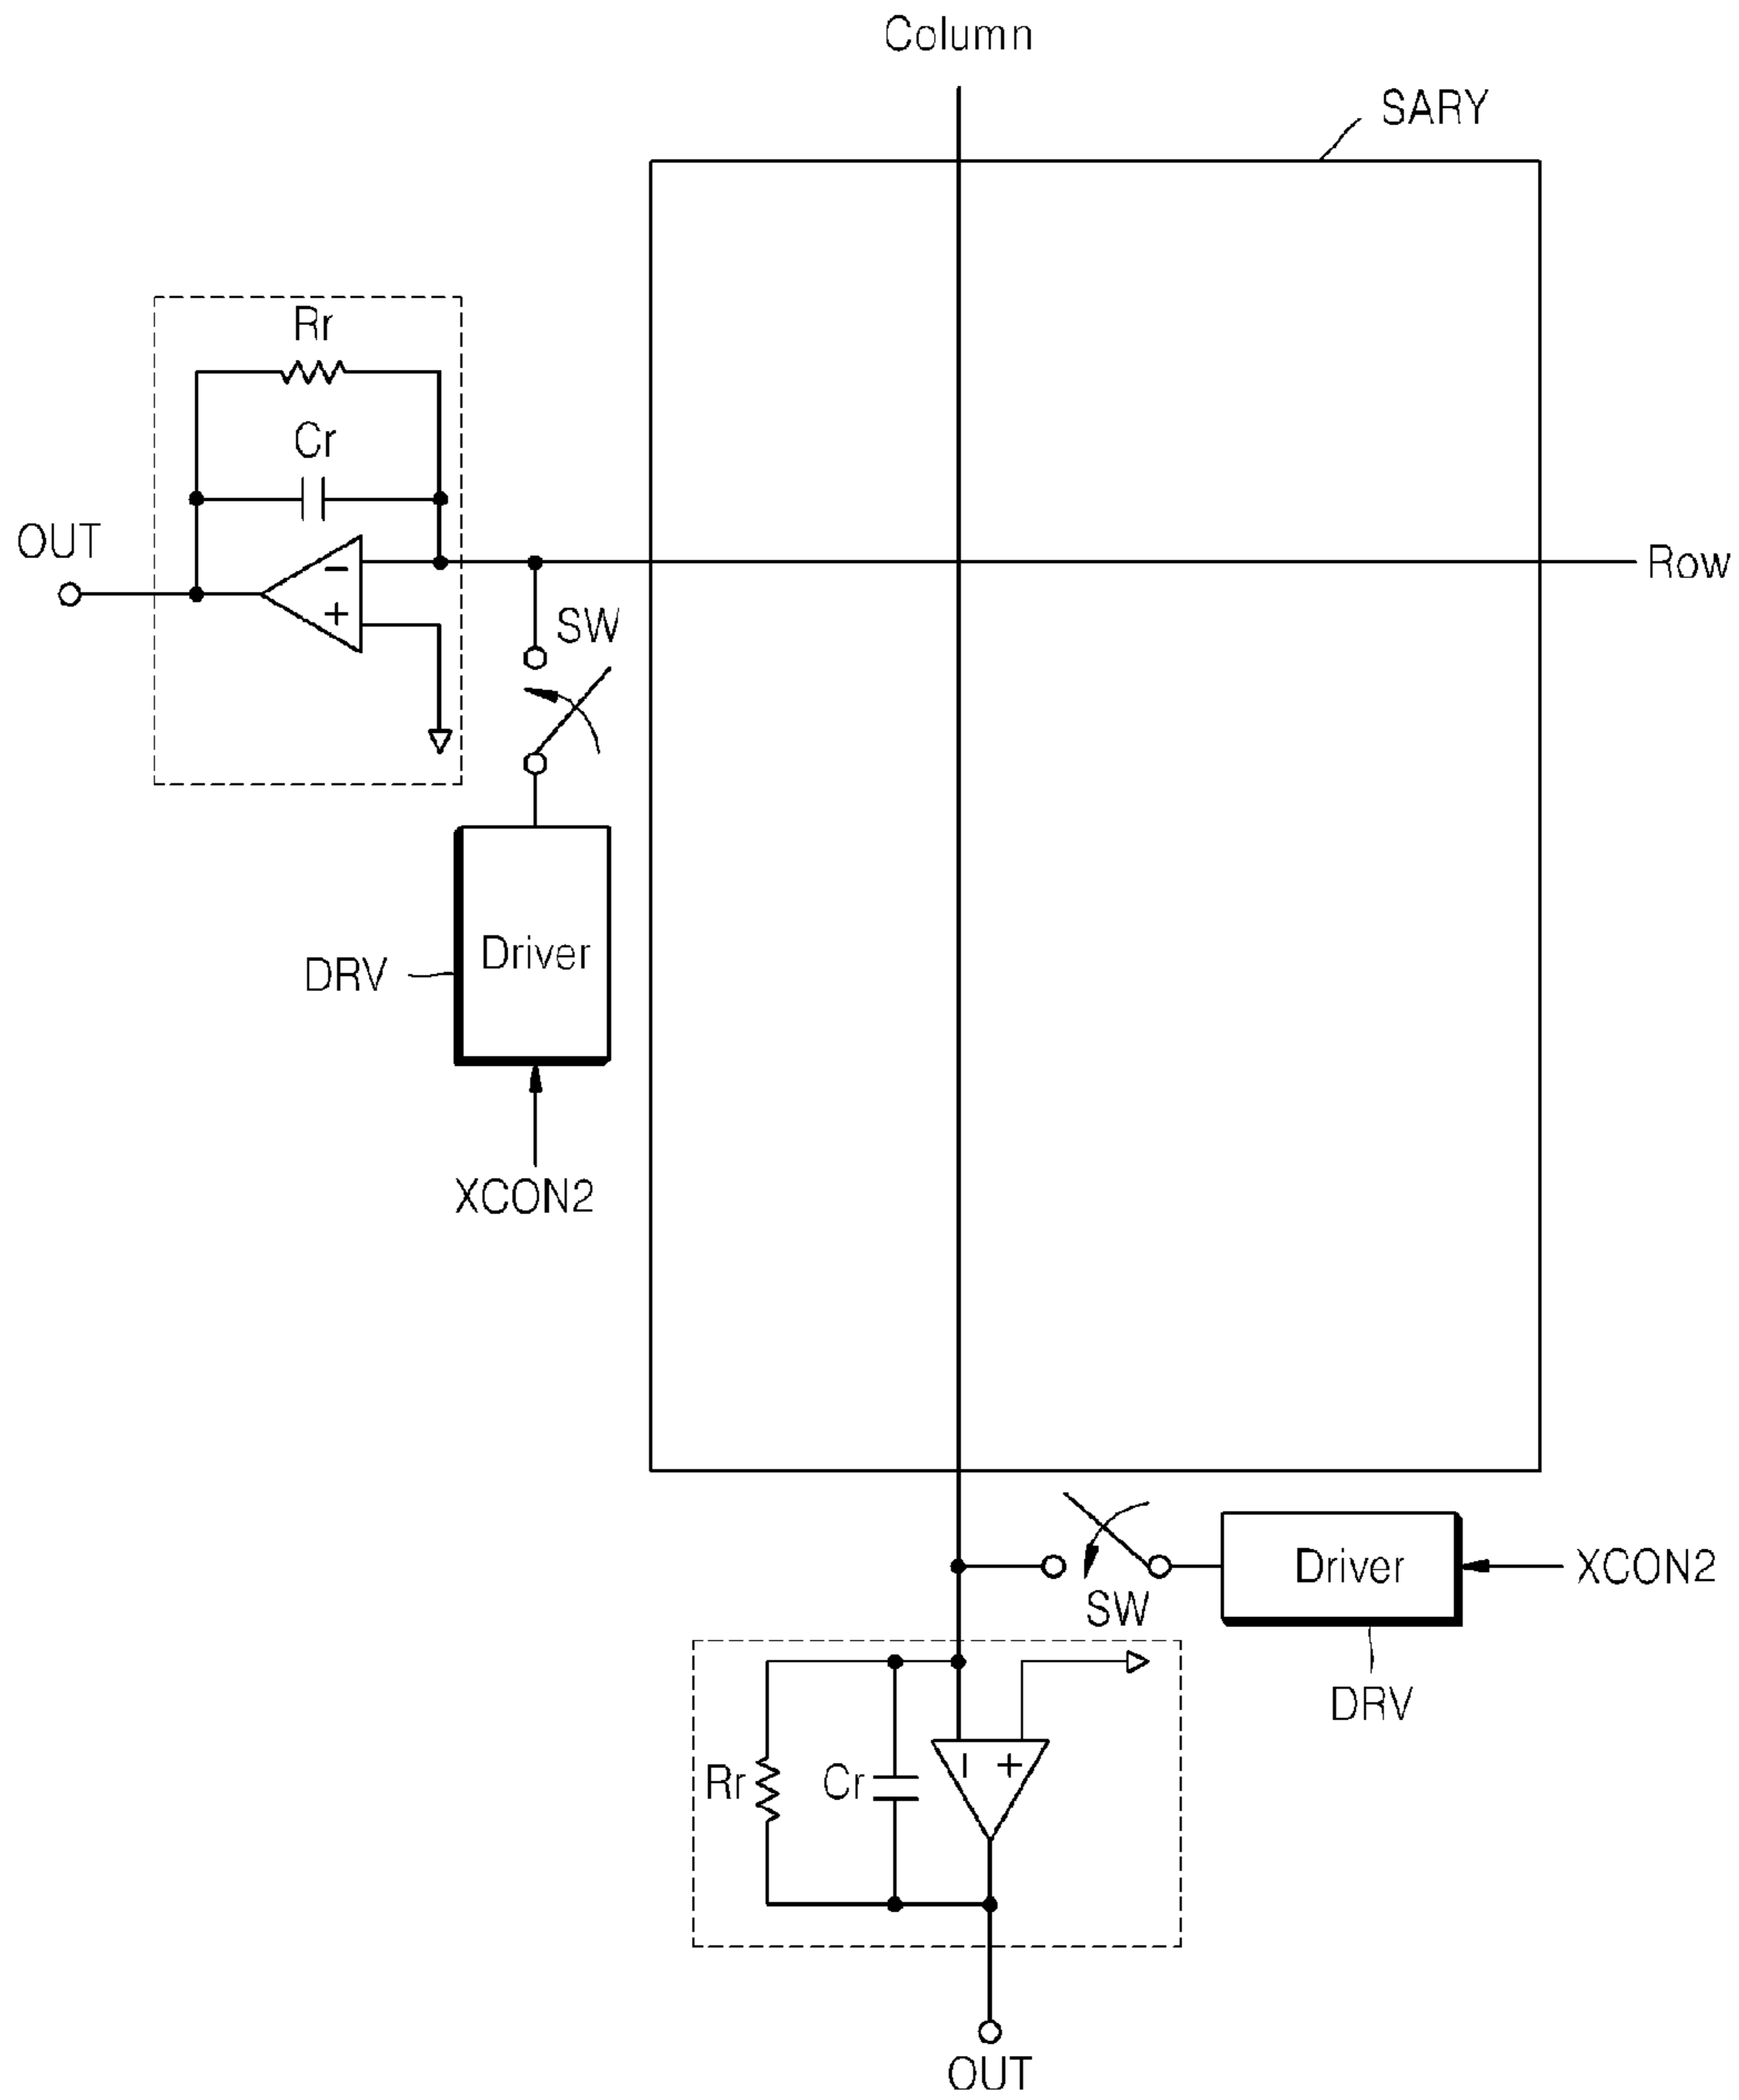 Column
SARY
Rr
Cr
OUT
−
+
Row
SW
Driver
DRV
XCON2
Driver
XCON2
SW
DRV
− +
Rr
Cr
OUT